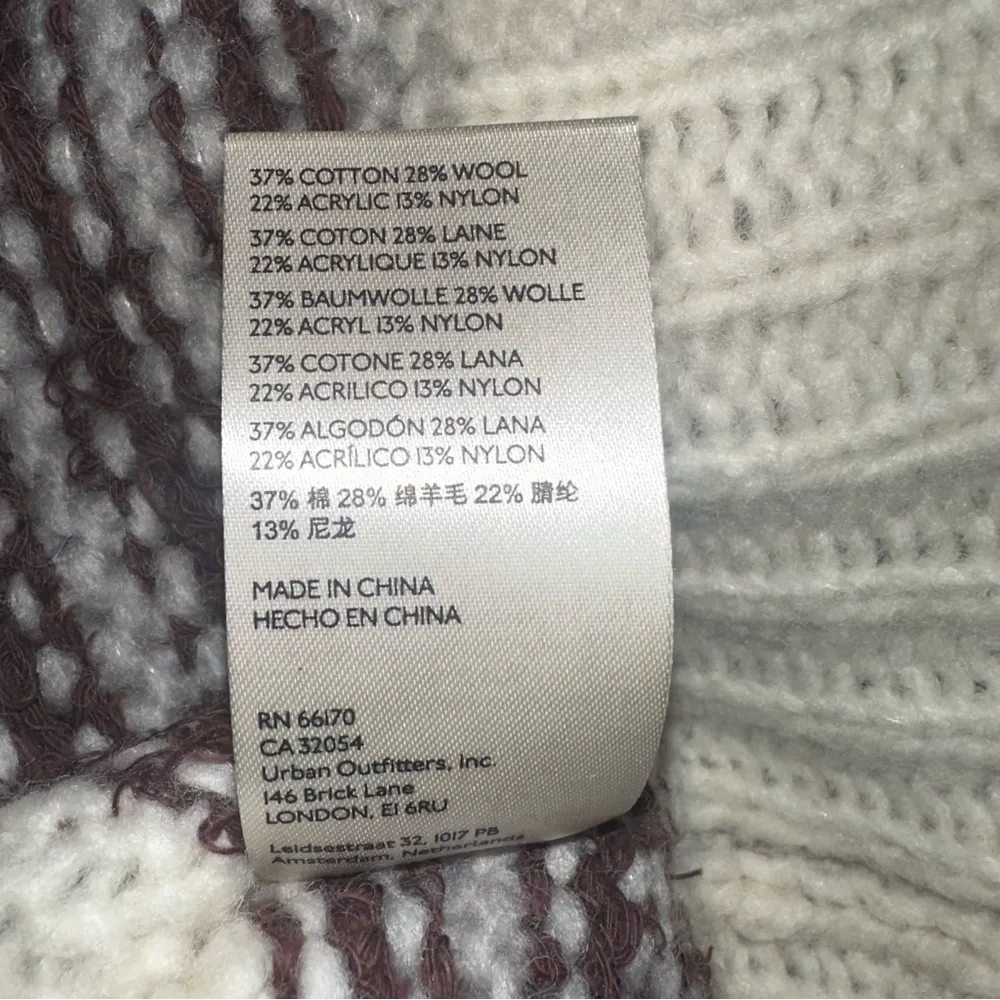 37% COTTON 28% WOOL
22% ACRYLIC 13% NYLON
37% COTON 28% LAINE
22% ACRYLIQUE 13% NYLON
37% BAUMWOLLE 28% WOLLE
22% ACRYL 13% NYLON
37% COTONE 28% LANA
22% ACRILICO 13% NYLON
37% ALGODÓN 28% LANA
22% ACRÍLICO 13% NYLON
37% 棉 28% 绵羊毛 22% 腈纶
13% 尼龙
MADE IN CHINA
HECHO EN CHINA
RN 66170
CA 32054
Urban Outfitters, Inc.
146 Brick Lane
LONDON, E1 6RU
Leidsestraat 32, 1017 PB
Amsterdam, Netherlands